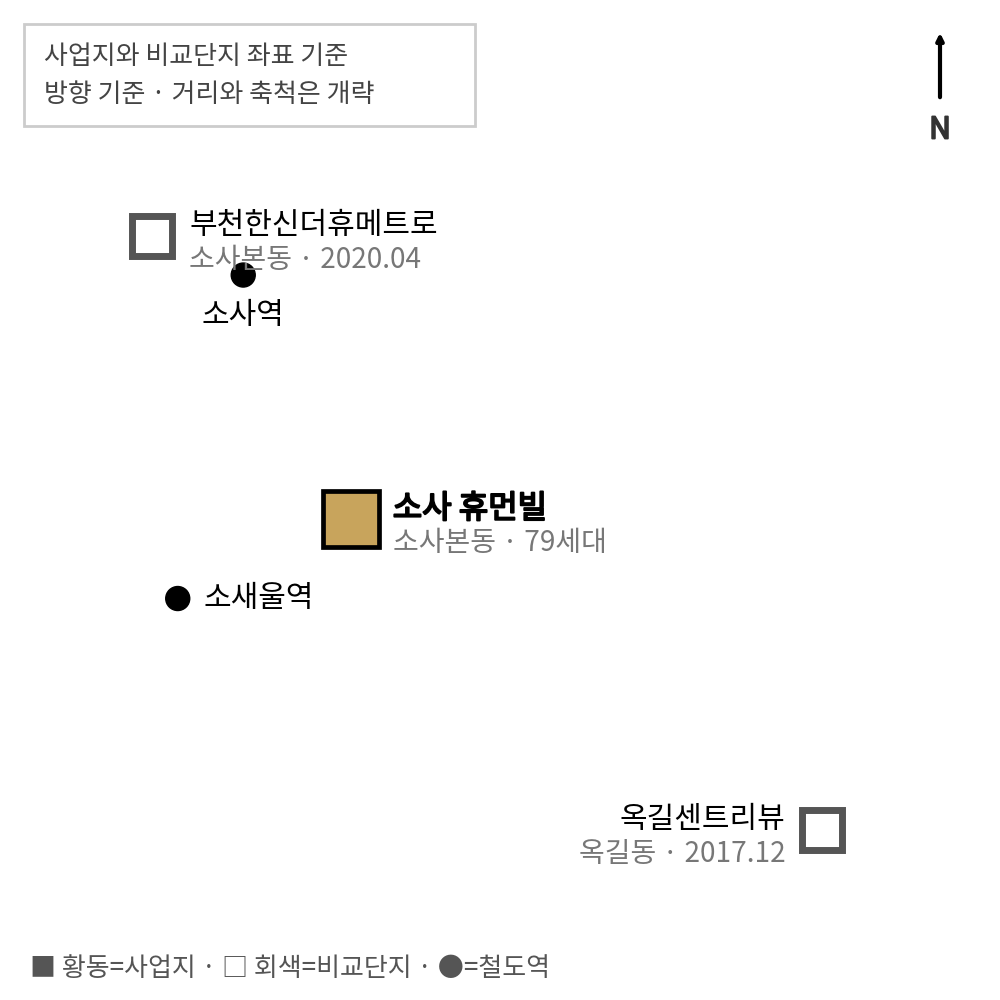 사업지와 비교단지 좌표 기준
방향 기준 · 거리와 축척은 개략
N
부천한신더휴메트로
소사본동 · 2020.04
소사역
소사 휴먼빌
소사본동 · 79세대
소새울역
옥길센트리뷰
옥길동 · 2017.12
■ 황동=사업지 · □ 회색=비교단지 · ●=철도역